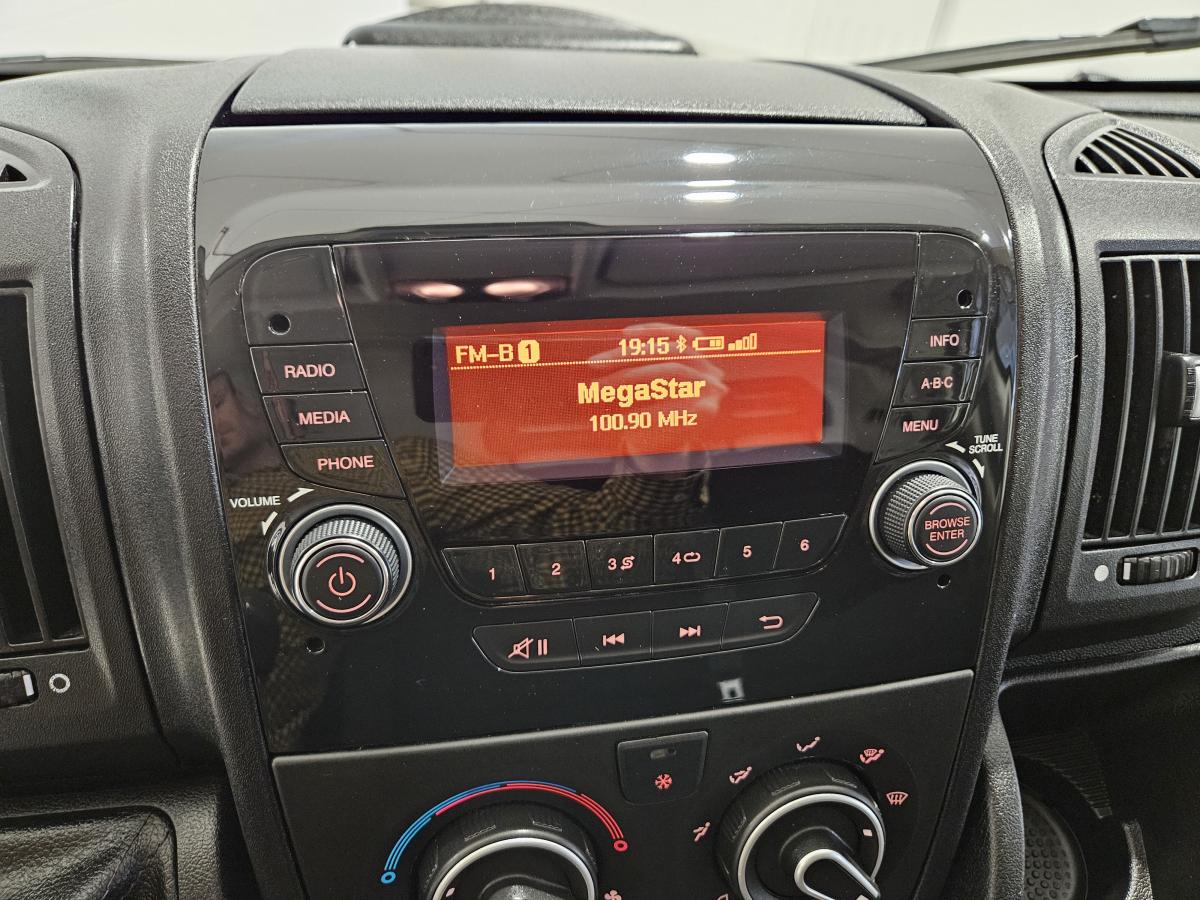 FM-B 1 19:15
MegaStar
100.90 MHz
RADIO
MEDIA
PHONE
VOLUME
INFO
A·B·C
MENU
TUNE
SCROLL
BROWSE
ENTER
1 2 3 4 5 6